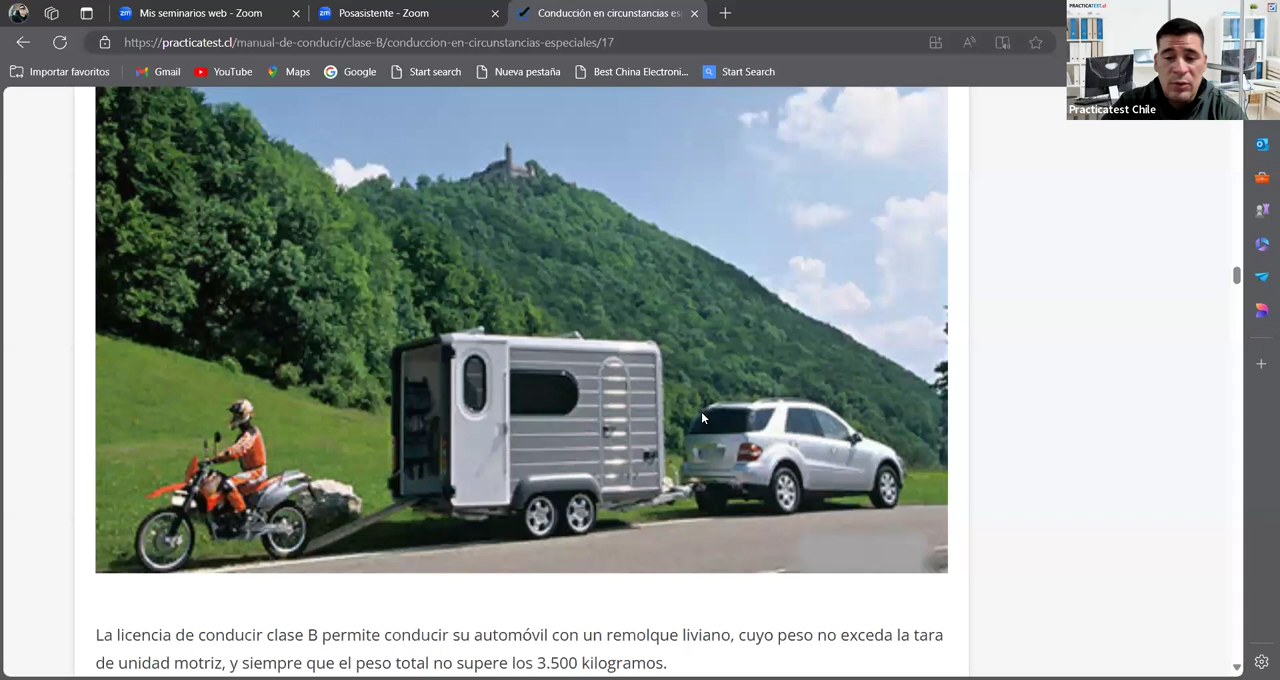 Mis seminarios web - Zoom
Posasistente - Zoom
Conducción en circunstancias es
https://practicatest.cl/manual-de-conducir/clase-B/conduccion-en-circunstancias-especiales/17
Importar favoritos
Gmail
YouTube
Maps
Google
Start search
Nueva pestaña
Best China Electroni...
Start Search
PRACTICATEST.cl
Practicatest Chile
La licencia de conducir clase B permite conducir su automóvil con un remolque liviano, cuyo peso no exceda la tara
de unidad motriz, y siempre que el peso total no supere los 3.500 kilogramos.